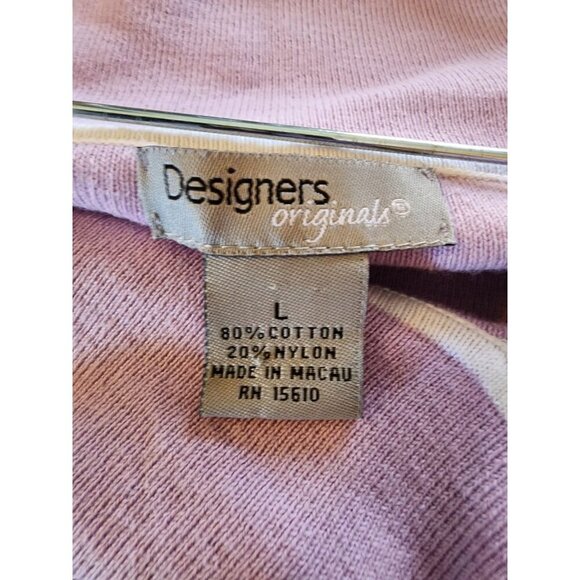 Designers
originals®
L
80% COTTON
20% NYLON
MADE IN MACAU
RN 15610